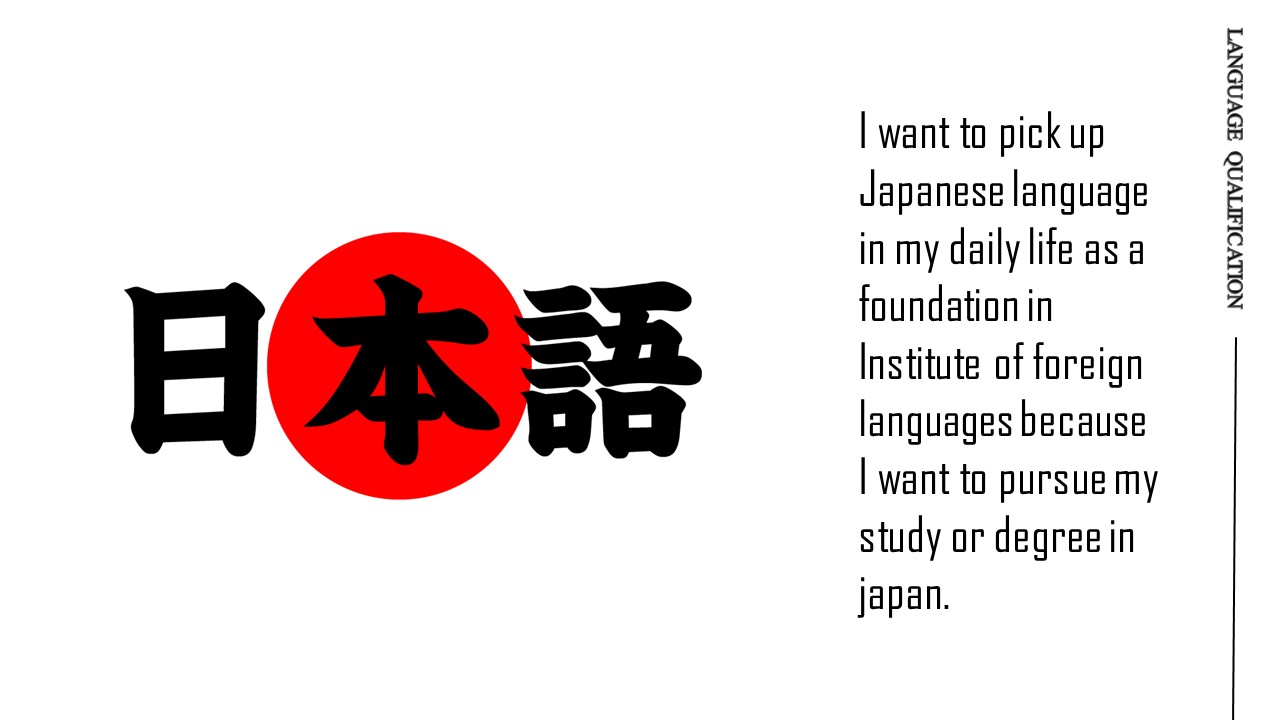 日本語
I want to pick up
Japanese language
in my daily life as a
foundation in
Institute of foreign
languages because
I want to pursue my
study or degree in
japan.
LANGUAGE QUALIFICATION